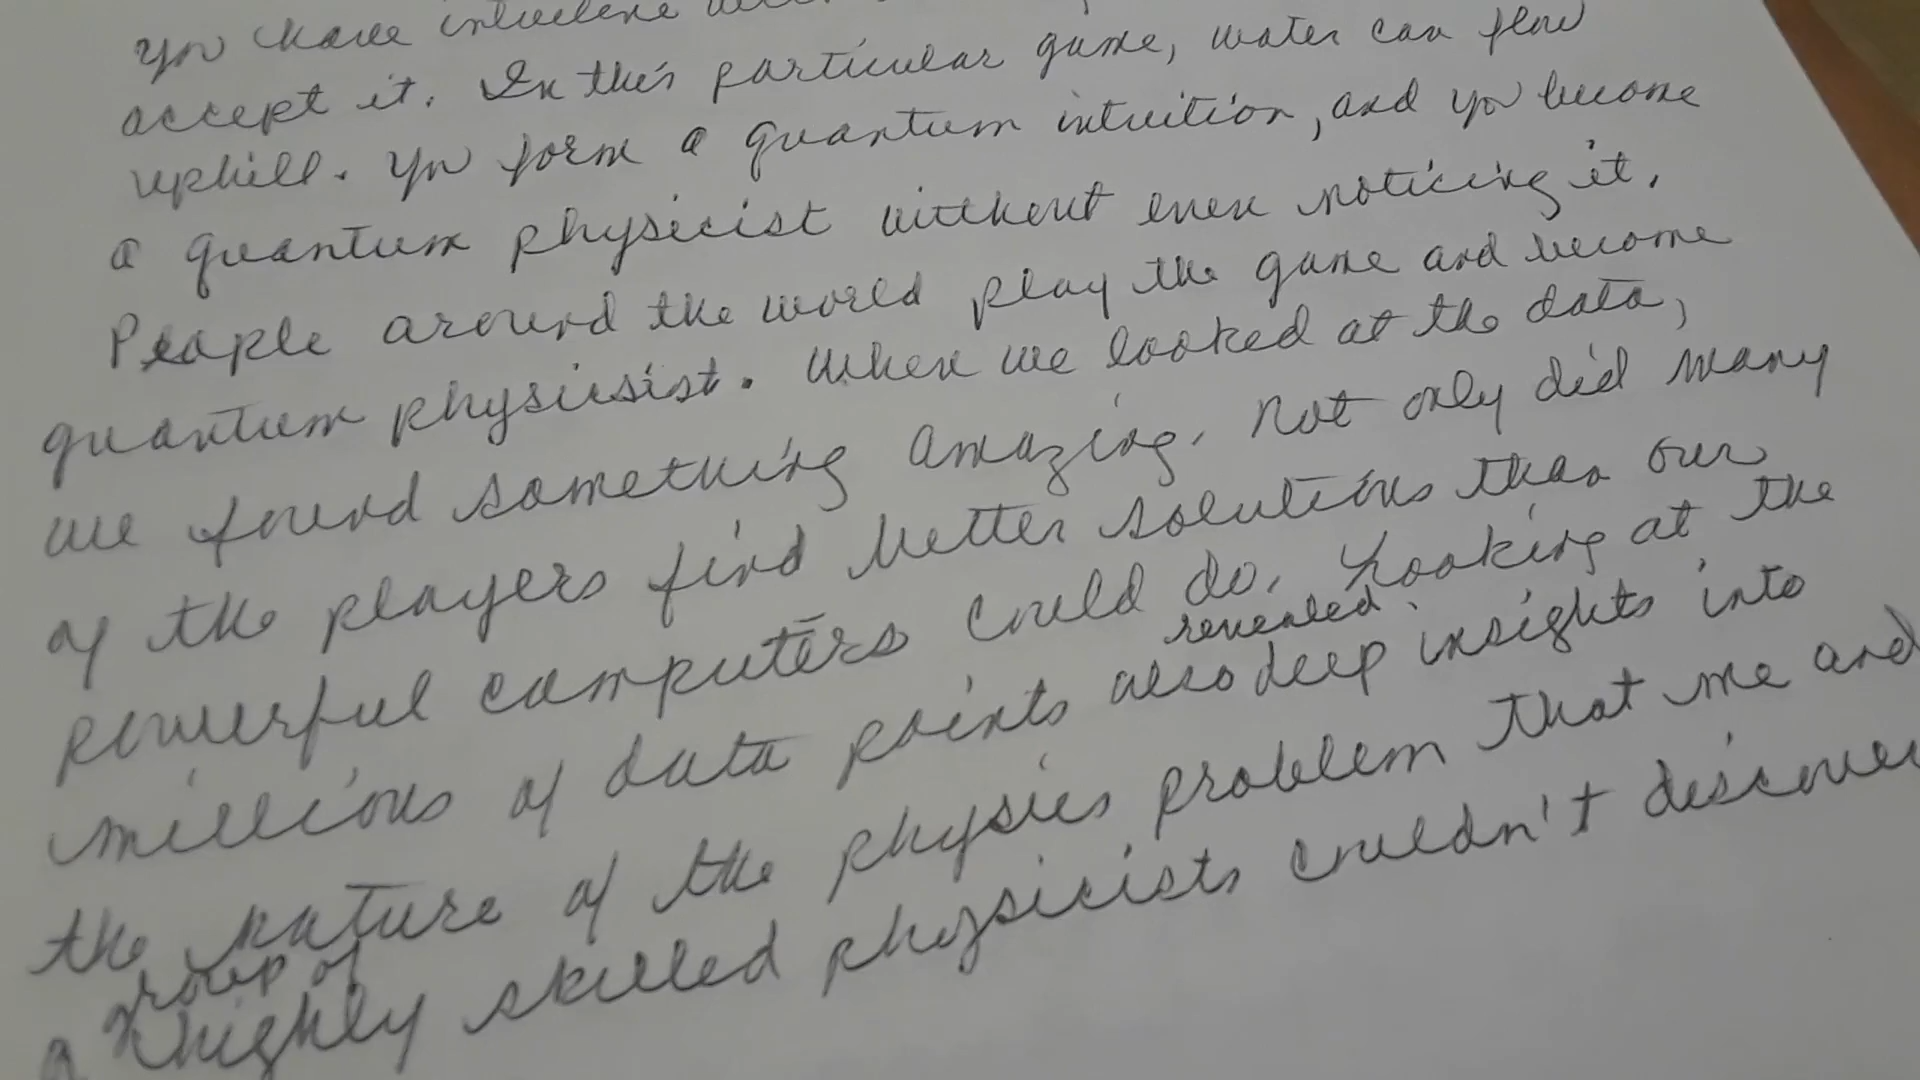 you have
accept it. In this particular game, water can flow
uphill. You form a quantum intuition, and you become
a quantum physicist without even noticing it.
People around the world play the game and become
quantum physisist. When we looked at the data,
we found something amazing. Not only did many
of the players find better solutions than our
powerful computers could do. Looking at the
millions of data points also revealed deep insights into
the nature of the physics problem that me and
a group of highly skilled physicists couldn't discover